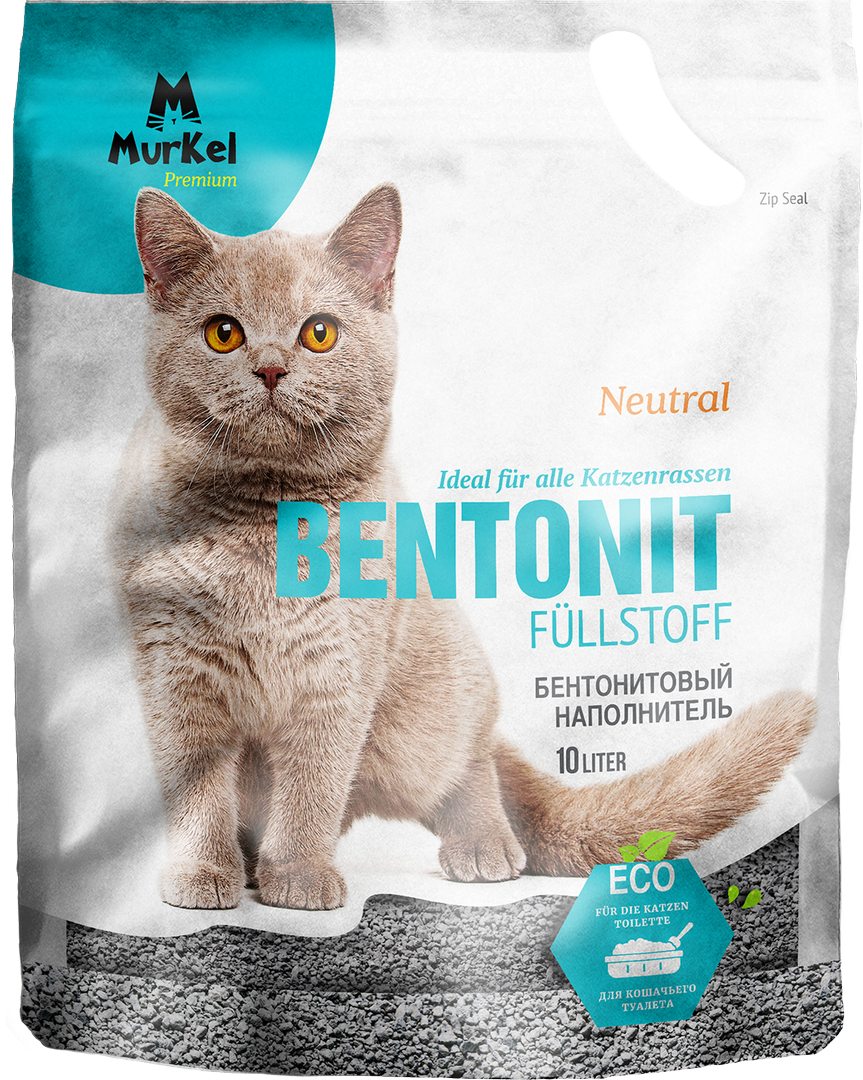 MurKel
Premium
Zip Seal
Neutral
Ideal für alle Katzenrassen
BENTONIT
FÜLLSTOFF
БЕНТОНИТОВЫЙ
НАПОЛНИТЕЛЬ
10 LITER
ECO
FÜR DIE KATZEN
TOILETTE
ДЛЯ КОШАЧЬЕГО
ТУАЛЕТА